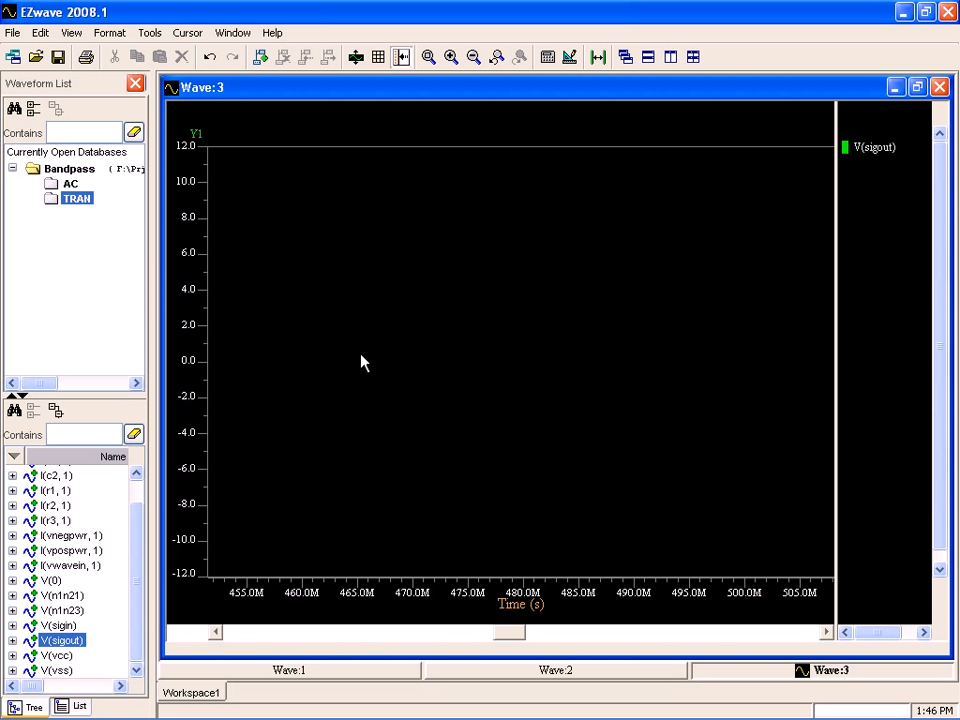 EZwave 2008.1
File Edit View Format Tools Cursor Window Help
Waveform List
Wave:3
Contains
Currently Open Databases
Bandpass ( F:\Prj
AC
TRAN
Y1
12.0
10.0
8.0
6.0
4.0
2.0
0.0
-2.0
-4.0
-6.0
-8.0
-10.0
-12.0
V(sigout)
455.0M 460.0M 465.0M 470.0M 475.0M 480.0M 485.0M 490.0M 495.0M 500.0M 505.0M
Time (s)
Contains
Name
I(c2, 1)
I(r1, 1)
I(r2, 1)
I(r3, 1)
I(vnegpwr, 1)
I(vpospwr, 1)
I(vwavein, 1)
V(0)
V(n1n21)
V(n1n23)
V(sigin)
V(sigout)
V(vcc)
V(vss)
Wave:1 Wave:2 Wave:3
Workspace1
Tree List
1:46 PM